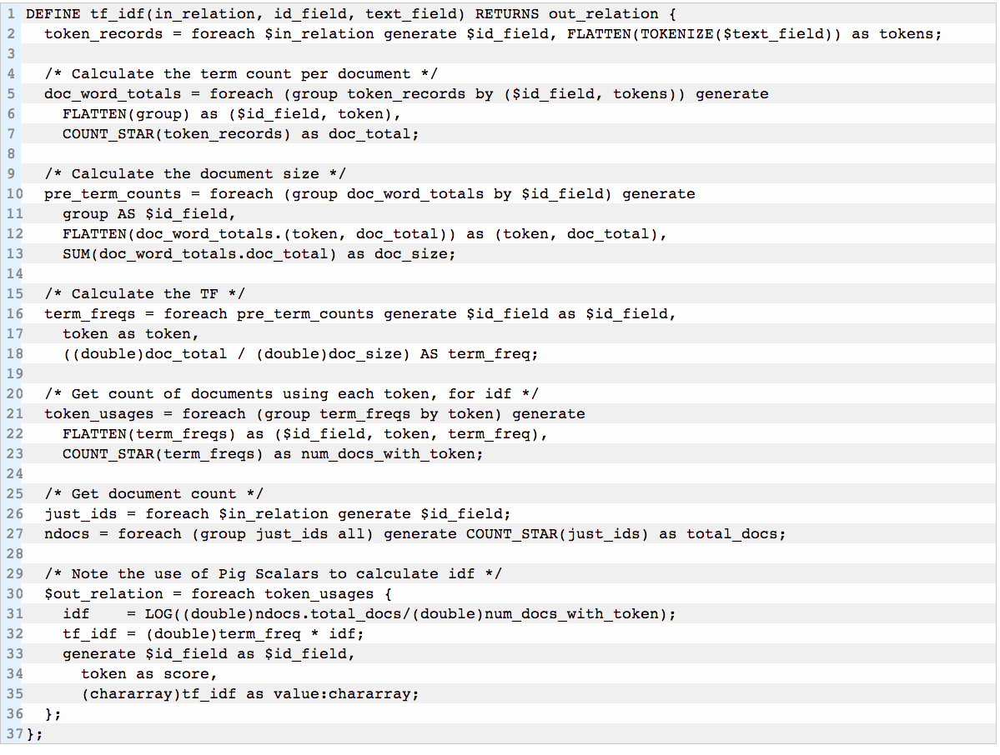 1 DEFINE tf_idf(in_relation, id_field, text_field) RETURNS out_relation {
2   token_records = foreach $in_relation generate $id_field, FLATTEN(TOKENIZE($text_field)) as tokens;
3
4   /* Calculate the term count per document */
5   doc_word_totals = foreach (group token_records by ($id_field, tokens)) generate
6     FLATTEN(group) as ($id_field, token),
7     COUNT_STAR(token_records) as doc_total;
8
9   /* Calculate the document size */
10   pre_term_counts = foreach (group doc_word_totals by $id_field) generate
11     group AS $id_field,
12     FLATTEN(doc_word_totals.(token, doc_total)) as (token, doc_total),
13     SUM(doc_word_totals.doc_total) as doc_size;
14
15   /* Calculate the TF */
16   term_freqs = foreach pre_term_counts generate $id_field as $id_field,
17     token as token,
18     ((double)doc_total / (double)doc_size) AS term_freq;
19
20   /* Get count of documents using each token, for idf */
21   token_usages = foreach (group term_freqs by token) generate
22     FLATTEN(term_freqs) as ($id_field, token, term_freq),
23     COUNT_STAR(term_freqs) as num_docs_with_token;
24
25   /* Get document count */
26   just_ids = foreach $in_relation generate $id_field;
27   ndocs = foreach (group just_ids all) generate COUNT_STAR(just_ids) as total_docs;
28
29   /* Note the use of Pig Scalars to calculate idf */
30   $out_relation = foreach token_usages {
31     idf    = LOG((double)ndocs.total_docs/(double)num_docs_with_token);
32     tf_idf = (double)term_freq * idf;
33     generate $id_field as $id_field,
34       token as score,
35       (chararray)tf_idf as value:chararray;
36   };
37 };